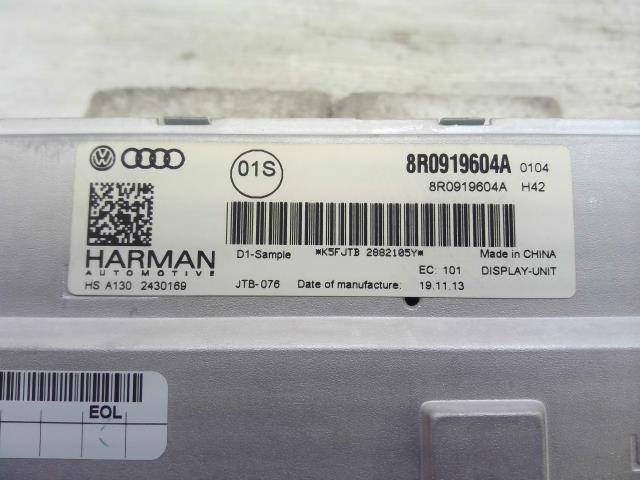 01S
8R0919604A 0104
8R0919604A H42
HARMAN
AUTOMOTIVE
D1-Sample *K5FJTB 2882105Y* Made in CHINA
EC: 101 DISPLAY-UNIT
HS A130 2430169 JTB-076 Date of manufacture: 19.11.13
EOL